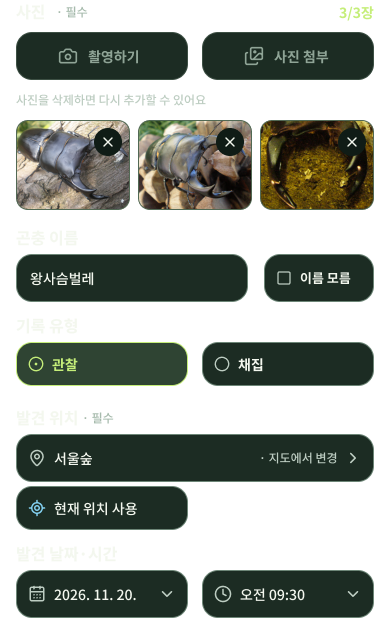 사진 · 필수 3/3장
촬영하기 사진 첨부
사진을 삭제하면 다시 추가할 수 있어요
곤충 이름
왕사슴벌레 이름 모름
기록 유형
관찰 채집
발견 위치 · 필수
서울숲 · 지도에서 변경
현재 위치 사용
발견 날짜·시간
2026. 11. 20. 오전 09:30